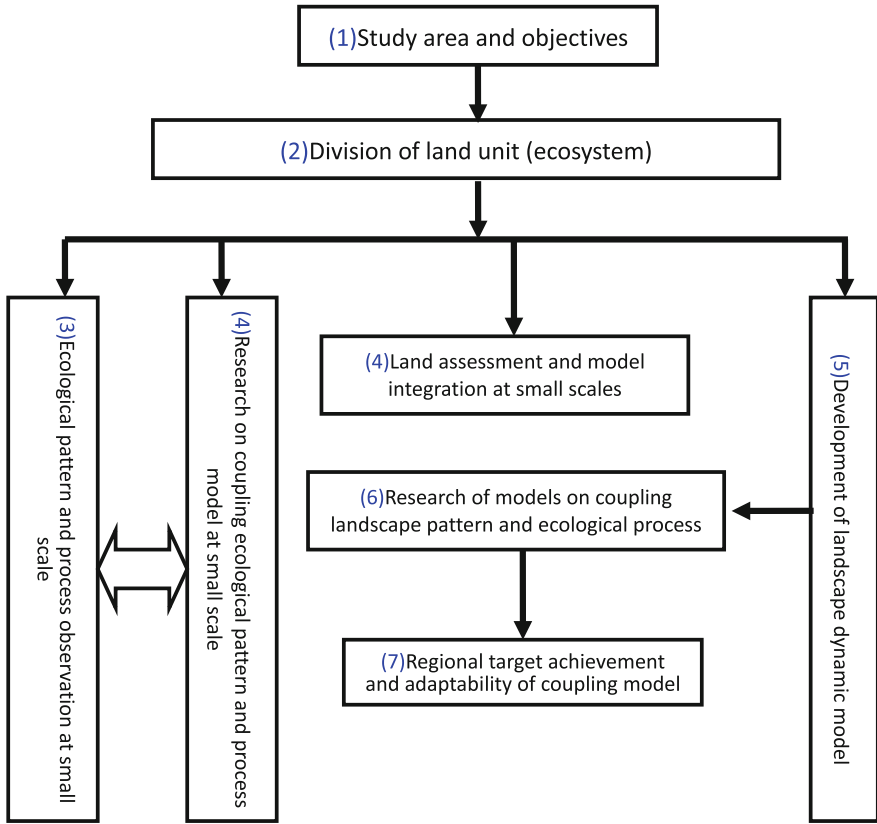 (1)Study area and objectives
(2)Division of land unit (ecosystem)
(3)Ecological pattern and process observation at small
scale
(4)Research on coupling ecological pattern and process
model at small scale
(4)Land assessment and model
integration at small scales
(5)Development of landscape dynamic model
(6)Research of models on coupling
landscape pattern and ecological process
(7)Regional target achievement
and adaptability of coupling model